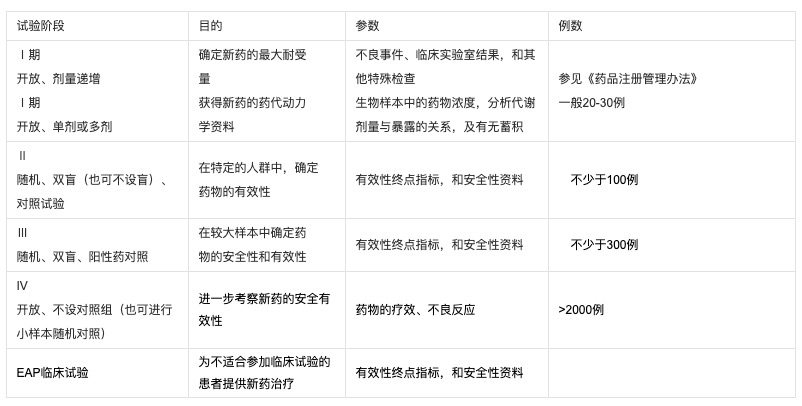 试验阶段 目的 参数 例数
Ⅰ期
开放、剂量递增
Ⅰ期
开放、单剂或多剂
确定新药的最大耐受
量
获得新药的药代动力
学资料
不良事件、临床实验室结果，和其
他特殊检查
生物样本中的药物浓度，分析代谢
剂量与暴露的关系，及有无蓄积
参见《药品注册管理办法》
一般20-30例
Ⅱ
随机、双盲（也可不设盲）、
对照试验
在特定的人群中，确定
药物的有效性
有效性终点指标，和安全性资料
不少于100例
Ⅲ
随机、双盲、阳性药对照
在较大样本中确定药
物的安全性和有效性
有效性终点指标，和安全性资料
不少于300例
IV
开放、不设对照组（也可进行
小样本随机对照）
进一步考察新药的安全有
效性
药物的疗效、不良反应
>2000例
EAP临床试验
为不适合参加临床试验的
患者提供新药治疗
有效性终点指标，和安全性资料